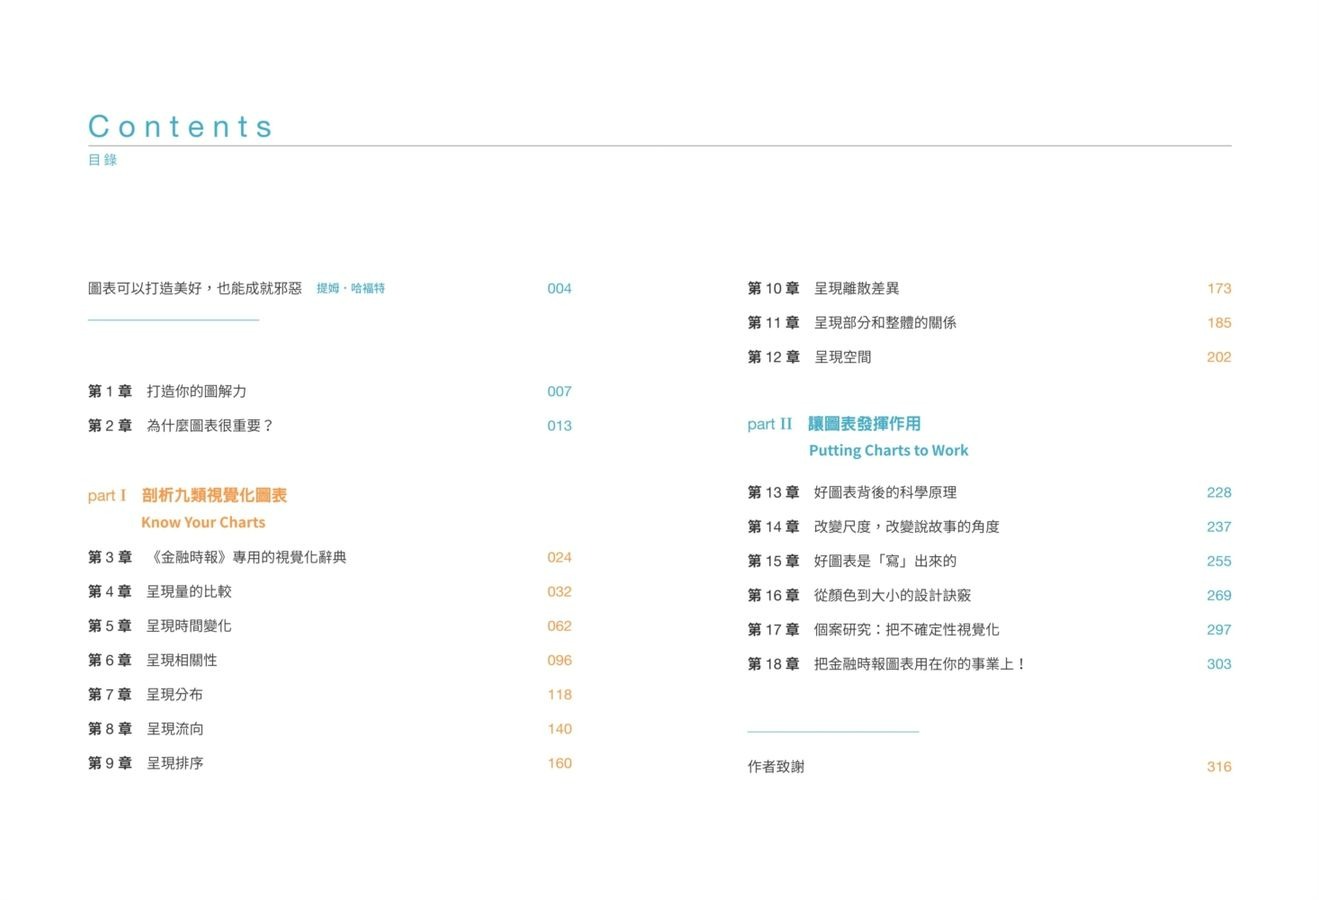 Contents
目錄
圖表可以打造美好，也能成就邪惡 提姆・哈福特 004
第 1 章 打造你的圖解力 007
第 2 章 為什麼圖表很重要？ 013
part I 剖析九類視覺化圖表
Know Your Charts
第 3 章 《金融時報》專用的視覺化辭典 024
第 4 章 呈現量的比較 032
第 5 章 呈現時間變化 062
第 6 章 呈現相關性 096
第 7 章 呈現分布 118
第 8 章 呈現流向 140
第 9 章 呈現排序 160
第 10 章 呈現離散差異 173
第 11 章 呈現部分和整體的關係 185
第 12 章 呈現空間 202
part II 讓圖表發揮作用
Putting Charts to Work
第 13 章 好圖表背後的科學原理 228
第 14 章 改變尺度，改變說故事的角度 237
第 15 章 好圖表是「寫」出來的 255
第 16 章 從顏色到大小的設計訣竅 269
第 17 章 個案研究：把不確定性視覺化 297
第 18 章 把金融時報圖表用在你的事業上！ 303
作者致謝 316